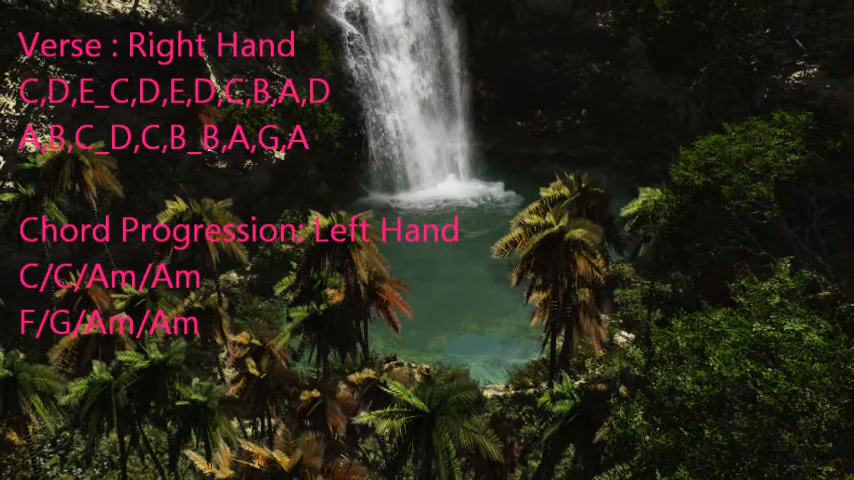 Verse : Right Hand
C,D,E_C,D,E,D,C,B,A,D
A,B,C_D,C,B_B,A,G,A
Chord Progression: Left Hand
C/C/Am/Am
F/G/Am/Am